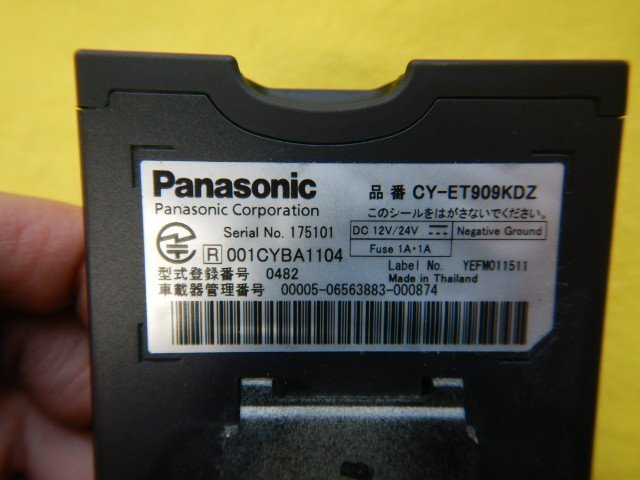 Panasonic
Panasonic Corporation
品番 CY-ET909KDZ
このシールをはがさないでください。
Serial No. 175101
DC 12V/24V Negative Ground
R 001CYBA1104
Fuse 1A・1A
型式登録番号 0482
Label No. YEFM011511
Made in Thailand
車載器管理番号 00005-06563883-000874